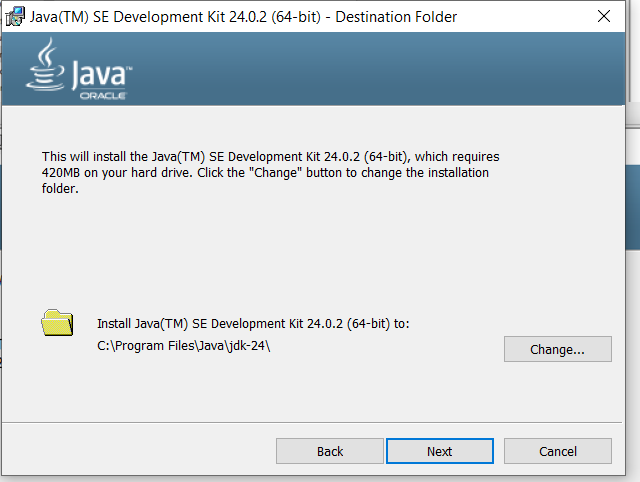 Java(TM) SE Development Kit 24.0.2 (64-bit) - Destination Folder
Java™
ORACLE
This will install the Java(TM) SE Development Kit 24.0.2 (64-bit), which requires
420MB on your hard drive. Click the "Change" button to change the installation
folder.
Install Java(TM) SE Development Kit 24.0.2 (64-bit) to:
C:\Program Files\Java\jdk-24\
Change...
Back
Next
Cancel